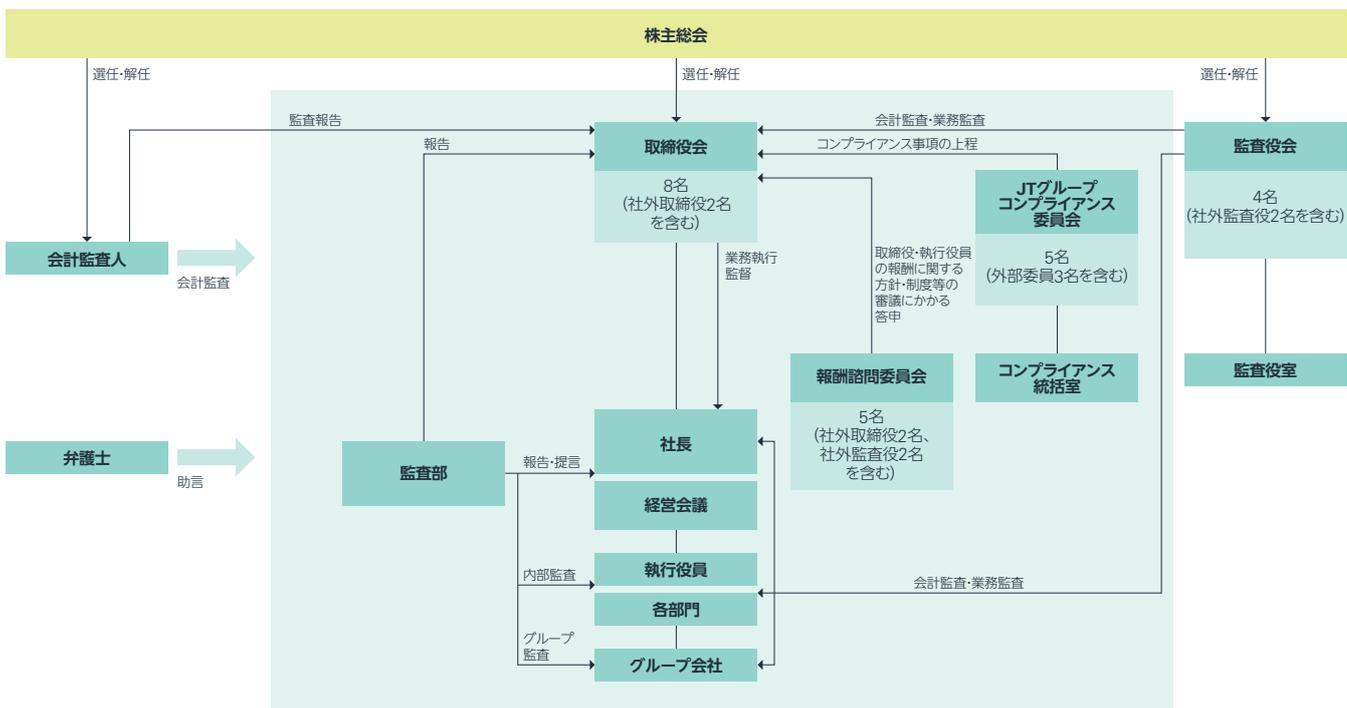 株主総会
選任・解任
選任・解任
選任・解任
監査報告
会計監査・業務監査
報告
コンプライアンス事項の上程
取締役会
8名
(社外取締役2名
を含む)
監査役会
4名
(社外監査役2名を含む)
JTグループ
コンプライアンス
委員会
5名
(外部委員3名を含む)
会計監査人
会計監査
業務執行
監督
取締役・執行役員
の報酬に関する
方針・制度等の
審議にかかる
答申
報酬諮問委員会
5名
(社外取締役2名、
社外監査役2名
を含む)
コンプライアンス
統括室
監査役室
弁護士
助言
監査部
報告・提言
社長
経営会議
内部監査
執行役員
会計監査・業務監査
各部門
グループ
監査
グループ会社